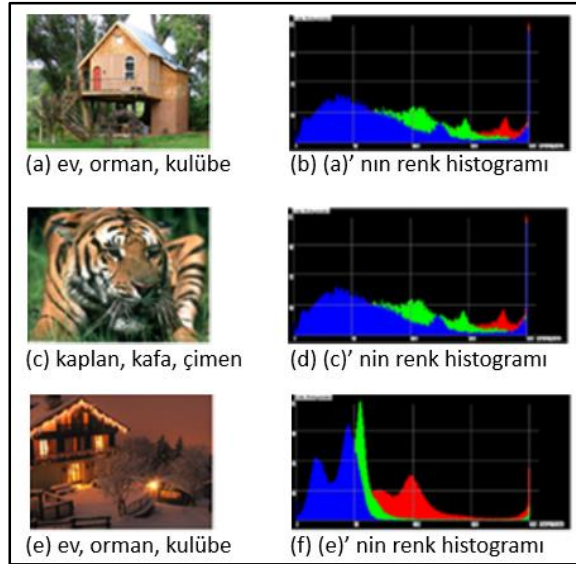 (a) ev, orman, kulübe
(b) (a)' nın renk histogramı
(c) kaplan, kafa, çimen
(d) (c)' nin renk histogramı
(e) ev, orman, kulübe
(f) (e)' nin renk histogramı